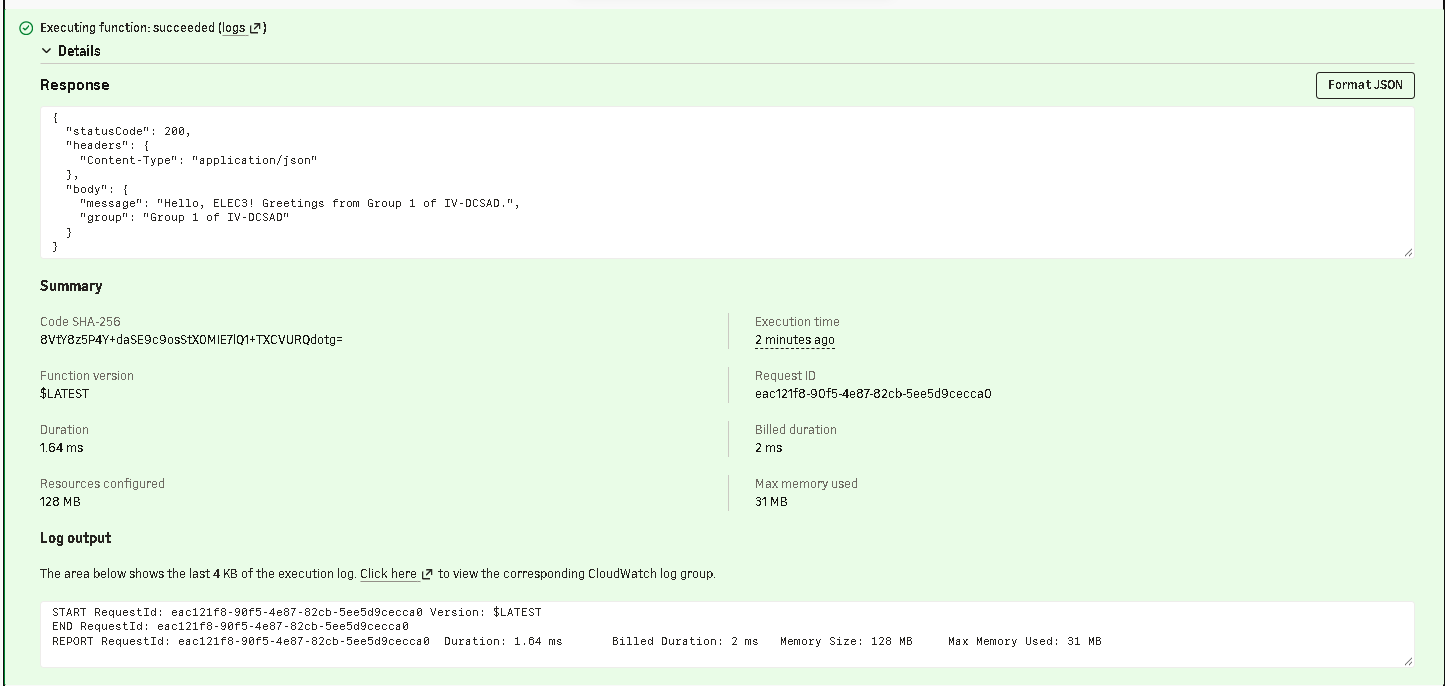 Executing function: succeeded (logs)
Details
Response
Format JSON
{
"statusCode": 200,
"headers": {
"Content-Type": "application/json"
},
"body": {
"message": "Hello, ELEC3! Greetings from Group 1 of IV-DCSAD.",
"group": "Group 1 of IV-DCSAD"
}
}
Summary
Code SHA-256
8VtY8z5P4Y+daSE9c9osStX0MIE7lQ1+TXCVURQdotg=
Execution time
2 minutes ago
Function version
$LATEST
Request ID
eac121f8-90f5-4e87-82cb-5ee5d9cecca0
Duration
1.64 ms
Billed duration
2 ms
Resources configured
128 MB
Max memory used
31 MB
Log output
The area below shows the last 4 KB of the execution log. Click here to view the corresponding CloudWatch log group.
START RequestId: eac121f8-90f5-4e87-82cb-5ee5d9cecca0 Version: $LATEST
END RequestId: eac121f8-90f5-4e87-82cb-5ee5d9cecca0
REPORT RequestId: eac121f8-90f5-4e87-82cb-5ee5d9cecca0 Duration: 1.64 ms Billed Duration: 2 ms Memory Size: 128 MB Max Memory Used: 31 MB